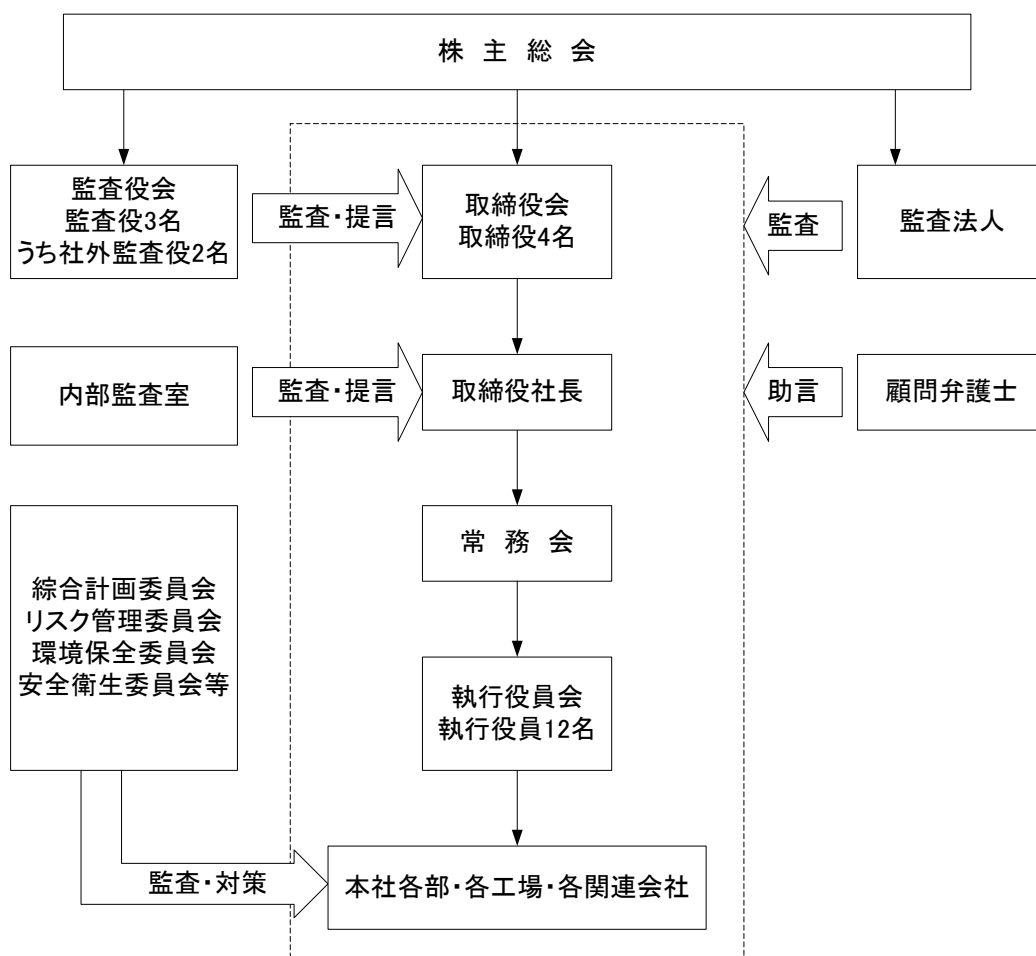 株 主 総 会
監査役会
監査役3名
うち社外監査役2名
監査・提言
取締役会
取締役4名
監査
監査法人
内部監査室
監査・提言
取締役社長
助言
顧問弁護士
常 務 会
綜合計画委員会
リスク管理委員会
環境保全委員会
安全衛生委員会等
執行役員会
執行役員12名
監査・対策
本社各部・各工場・各関連会社